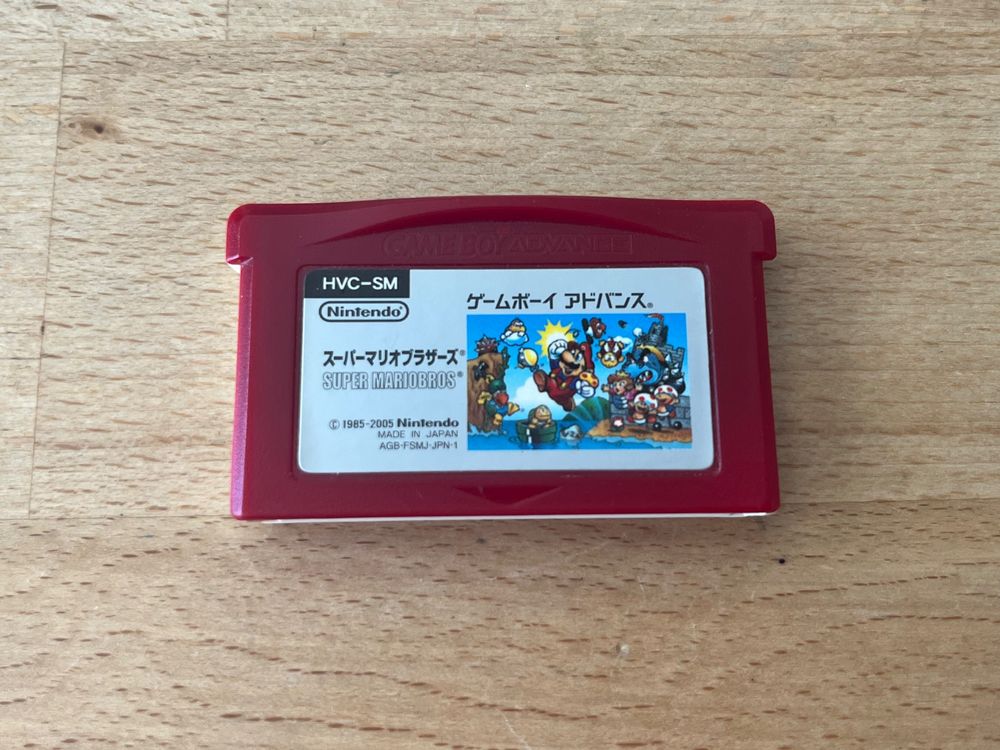 GAME BOY ADVANCE
HVC-SM
Nintendo®
ゲームボーイ アドバンス®
スーパーマリオブラザーズ®
SUPER MARIOBROS®
© 1985-2005 Nintendo
MADE IN JAPAN
AGB-FSMJ-JPN-1